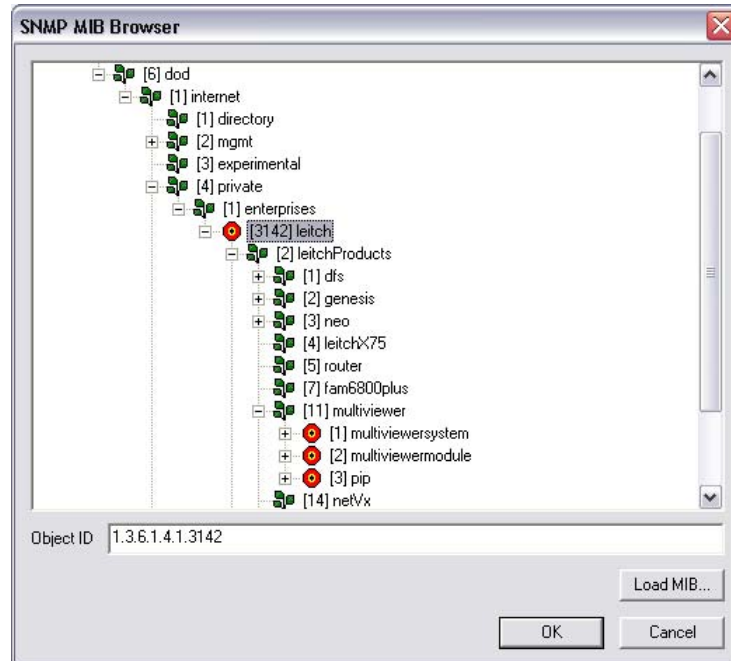 SNMP MIB Browser
[6] dod
[1] internet
[1] directory
[2] mgmt
[3] experimental
[4] private
[1] enterprises
[3142] leitch
[2] leitchProducts
[1] dfs
[2] genesis
[3] neo
[4] leitchX75
[5] router
[7] fam6800plus
[11] multiviewer
[1] multiviewersystem
[2] multiviewermodule
[3] pip
[14] netVx
Object ID 1.3.6.1.4.1.3142
Load MIB...
OK Cancel